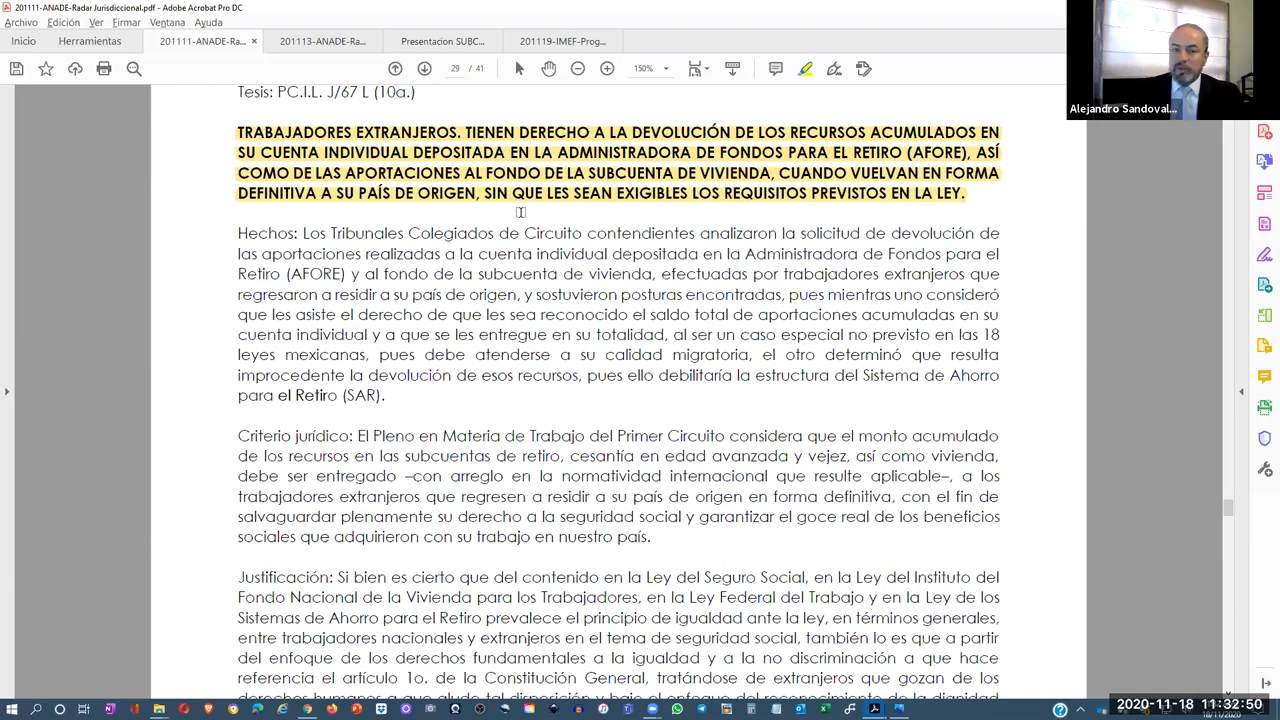 201111-ANADE-Radar Jurisdiccional.pdf - Adobe Acrobat Pro DC
Archivo Edición Ver Firmar Ventana Ayuda
Inicio Herramientas 201111-ANADE-Ra... × 201113-ANADE-Ra... Presentacion SUBC... 201119-IMEF-Prog...
29 / 41 150%
Alejandro Sandoval...
Tesis: PC.I.L. J/67 L (10a.)
TRABAJADORES EXTRANJEROS. TIENEN DERECHO A LA DEVOLUCIÓN DE LOS RECURSOS ACUMULADOS EN
SU CUENTA INDIVIDUAL DEPOSITADA EN LA ADMINISTRADORA DE FONDOS PARA EL RETIRO (AFORE), ASÍ
COMO DE LAS APORTACIONES AL FONDO DE LA SUBCUENTA DE VIVIENDA, CUANDO VUELVAN EN FORMA
DEFINITIVA A SU PAÍS DE ORIGEN, SIN QUE LES SEAN EXIGIBLES LOS REQUISITOS PREVISTOS EN LA LEY.
Hechos: Los Tribunales Colegiados de Circuito contendientes analizaron la solicitud de devolución de
las aportaciones realizadas a la cuenta individual depositada en la Administradora de Fondos para el
Retiro (AFORE) y al fondo de la subcuenta de vivienda, efectuadas por trabajadores extranjeros que
regresaron a residir a su país de origen, y sostuvieron posturas encontradas, pues mientras uno consideró
que les asiste el derecho de que les sea reconocido el saldo total de aportaciones acumuladas en su
cuenta individual y a que se les entregue en su totalidad, al ser un caso especial no previsto en las 18
leyes mexicanas, pues debe atenderse a su calidad migratoria, el otro determinó que resulta
improcedente la devolución de esos recursos, pues ello debilitaría la estructura del Sistema de Ahorro
para el Retiro (SAR).
Criterio jurídico: El Pleno en Materia de Trabajo del Primer Circuito considera que el monto acumulado
de los recursos en las subcuentas de retiro, cesantía en edad avanzada y vejez, así como vivienda,
debe ser entregado –con arreglo en la normatividad internacional que resulte aplicable–, a los
trabajadores extranjeros que regresen a residir a su país de origen en forma definitiva, con el fin de
salvaguardar plenamente su derecho a la seguridad social y garantizar el goce real de los beneficios
sociales que adquirieron con su trabajo en nuestro país.
Justificación: Si bien es cierto que del contenido en la Ley del Seguro Social, en la Ley del Instituto del
Fondo Nacional de la Vivienda para los Trabajadores, en la Ley Federal del Trabajo y en la Ley de los
Sistemas de Ahorro para el Retiro prevalece el principio de igualdad ante la ley, en términos generales,
entre trabajadores nacionales y extranjeros en el tema de seguridad social, también lo es que a partir
del enfoque de los derechos fundamentales a la igualdad y a la no discriminación a que hace
referencia el artículo 1o. de la Constitución General, tratándose de extranjeros que gozan de los
derechos humanos a que alude tal disposición y bajo el enfoque del reconocimiento de la dignidad
2020-11-18 11:32:50
18/11/2020